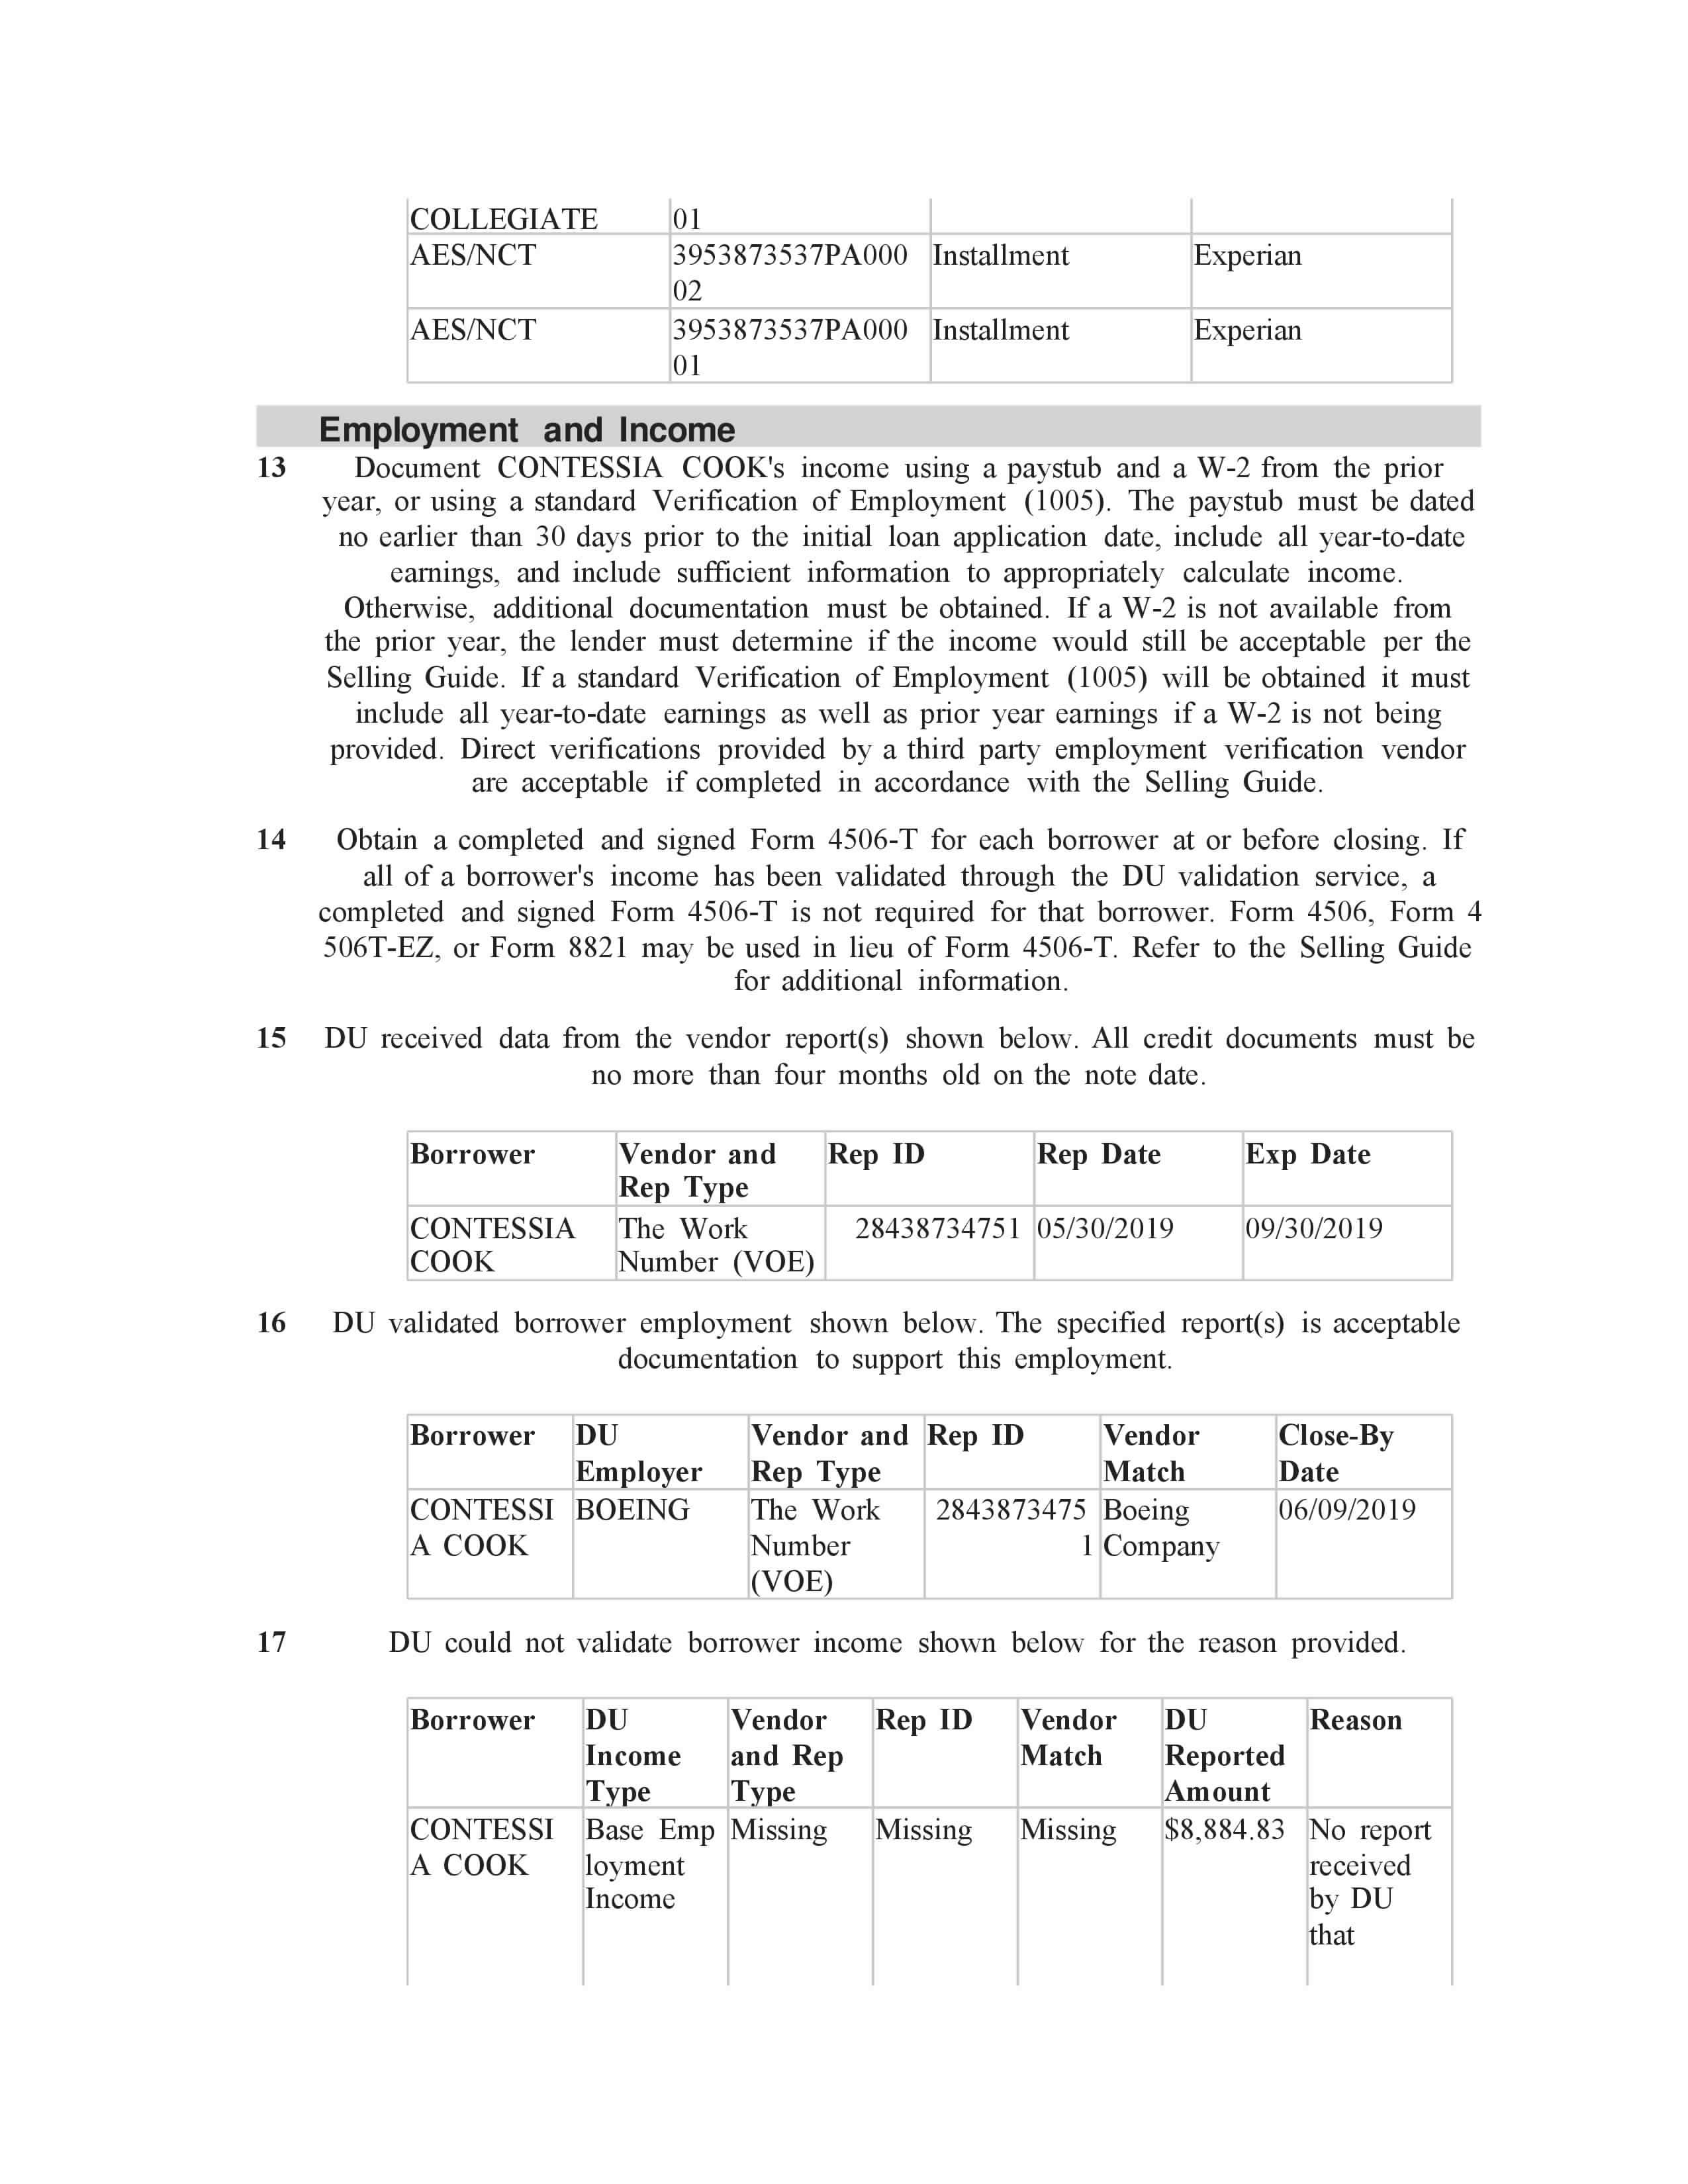 COLLEGIATE 01
AES/NCT 3953873537PA000 Installment Experian
02
AES/NCT 3953873537PA000 Installment Experian
01
Employment and Income
13 Document CONTESSIA COOK's income using a paystub and a W-2 from the prior
year, or using a standard Verification of Employment (1005). The paystub must be dated
no earlier than 30 days prior to the initial loan application date, include all year-to-date
earnings, and include sufficient information to appropriately calculate income.
Otherwise, additional documentation must be obtained. If a W-2 is not available from
the prior year, the lender must determine if the income would still be acceptable per the
Selling Guide. If a standard Verification of Employment (1005) will be obtained it must
include all year-to-date earnings as well as prior year earnings if a W-2 is not being
provided. Direct verifications provided by a third party employment verification vendor
are acceptable if completed in accordance with the Selling Guide.
14 Obtain a completed and signed Form 4506-T for each borrower at or before closing. If
all of a borrower's income has been validated through the DU validation service, a
completed and signed Form 4506-T is not required for that borrower. Form 4506, Form 4
506T-EZ, or Form 8821 may be used in lieu of Form 4506-T. Refer to the Selling Guide
for additional information.
15 DU received data from the vendor report(s) shown below. All credit documents must be
no more than four months old on the note date.
Borrower Vendor and Rep ID Rep Date Exp Date
Rep Type
CONTESSIA The Work 28438734751 05/30/2019 09/30/2019
COOK Number (VOE)
16 DU validated borrower employment shown below. The specified report(s) is acceptable
documentation to support this employment.
Borrower DU Vendor and Rep ID Vendor Close-By
Employer Rep Type Match Date
CONTESSI BOEING The Work 2843873475 Boeing 06/09/2019
A COOK Number 1 Company
(VOE)
17 DU could not validate borrower income shown below for the reason provided.
Borrower DU Vendor Rep ID Vendor DU Reason
Income and Rep Match Reported
Type Type Amount
CONTESSI Base Emp Missing Missing Missing $8,884.83 No report
A COOK loyment received
Income by DU
that